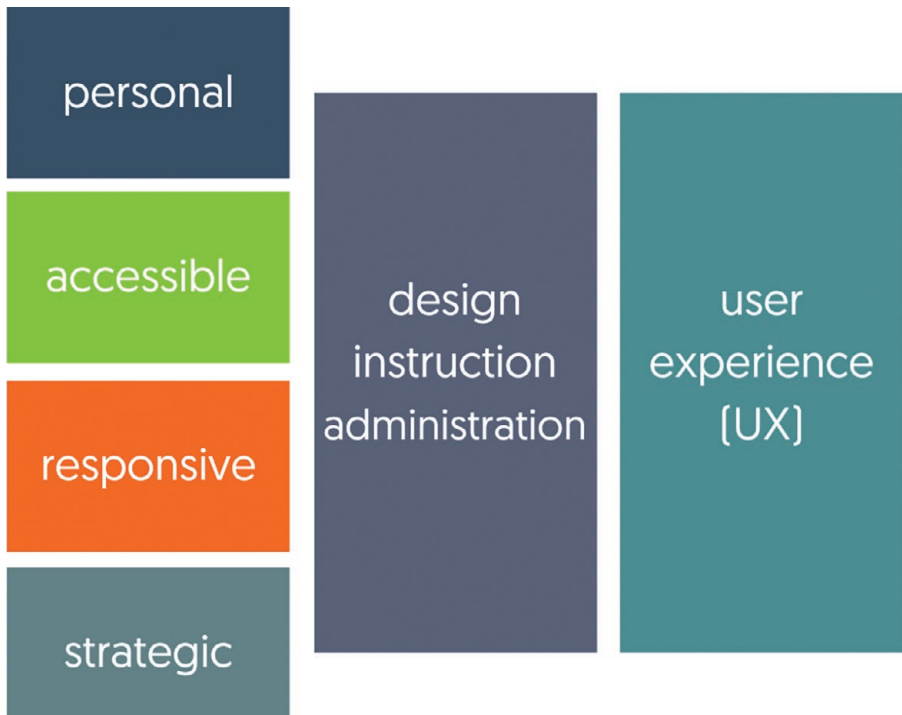 personal
accessible
responsive
strategic
design
instruction
administration
user
experience
(UX)